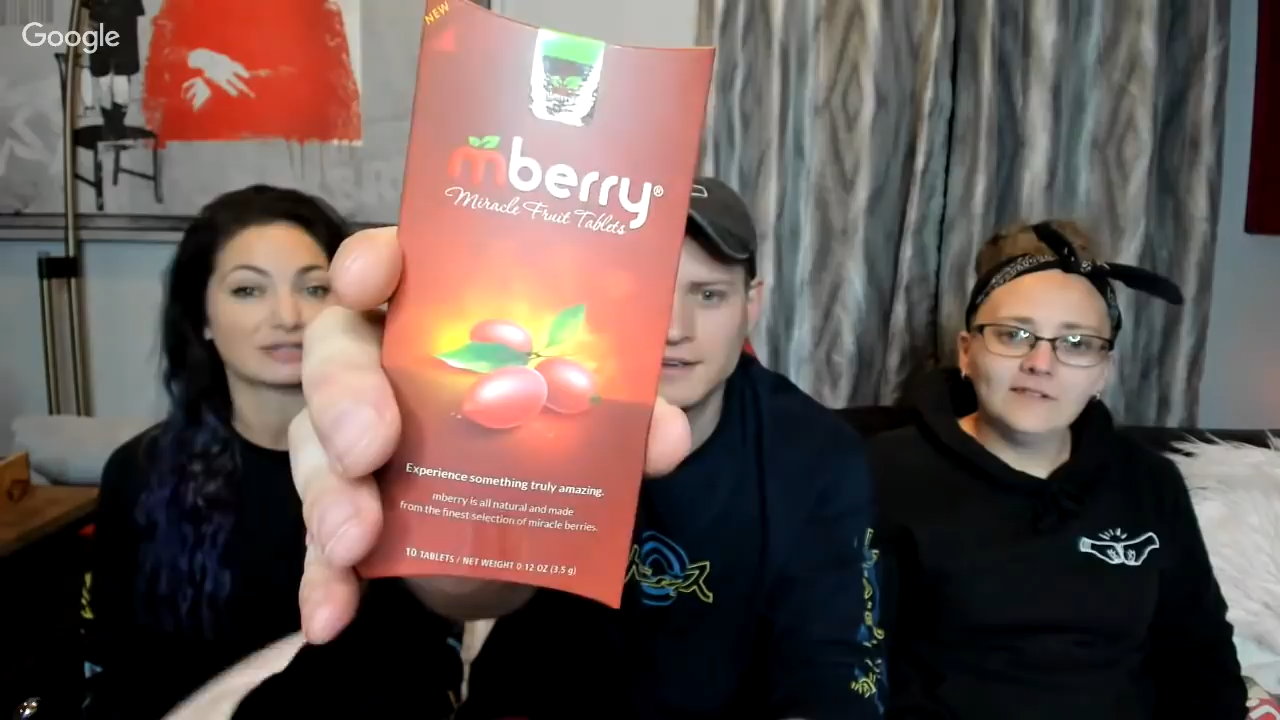 Google
NEW
mberry®
Miracle Fruit Tablets
Experience something truly amazing.
mberry is all natural and made
from the finest selection of miracle berries.
10 TABLETS / NET WEIGHT 0.12 OZ (3.5 g)